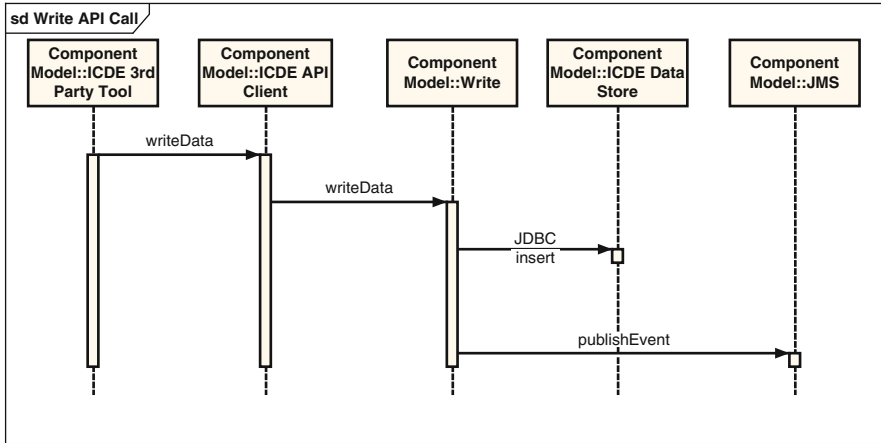 sd Write API Call
Component
Model::ICDE 3rd
Party Tool
Component
Model::ICDE API
Client
Component
Model::Write
Component
Model::ICDE Data
Store
Component
Model::JMS
writeData
writeData
JDBC
insert
publishEvent